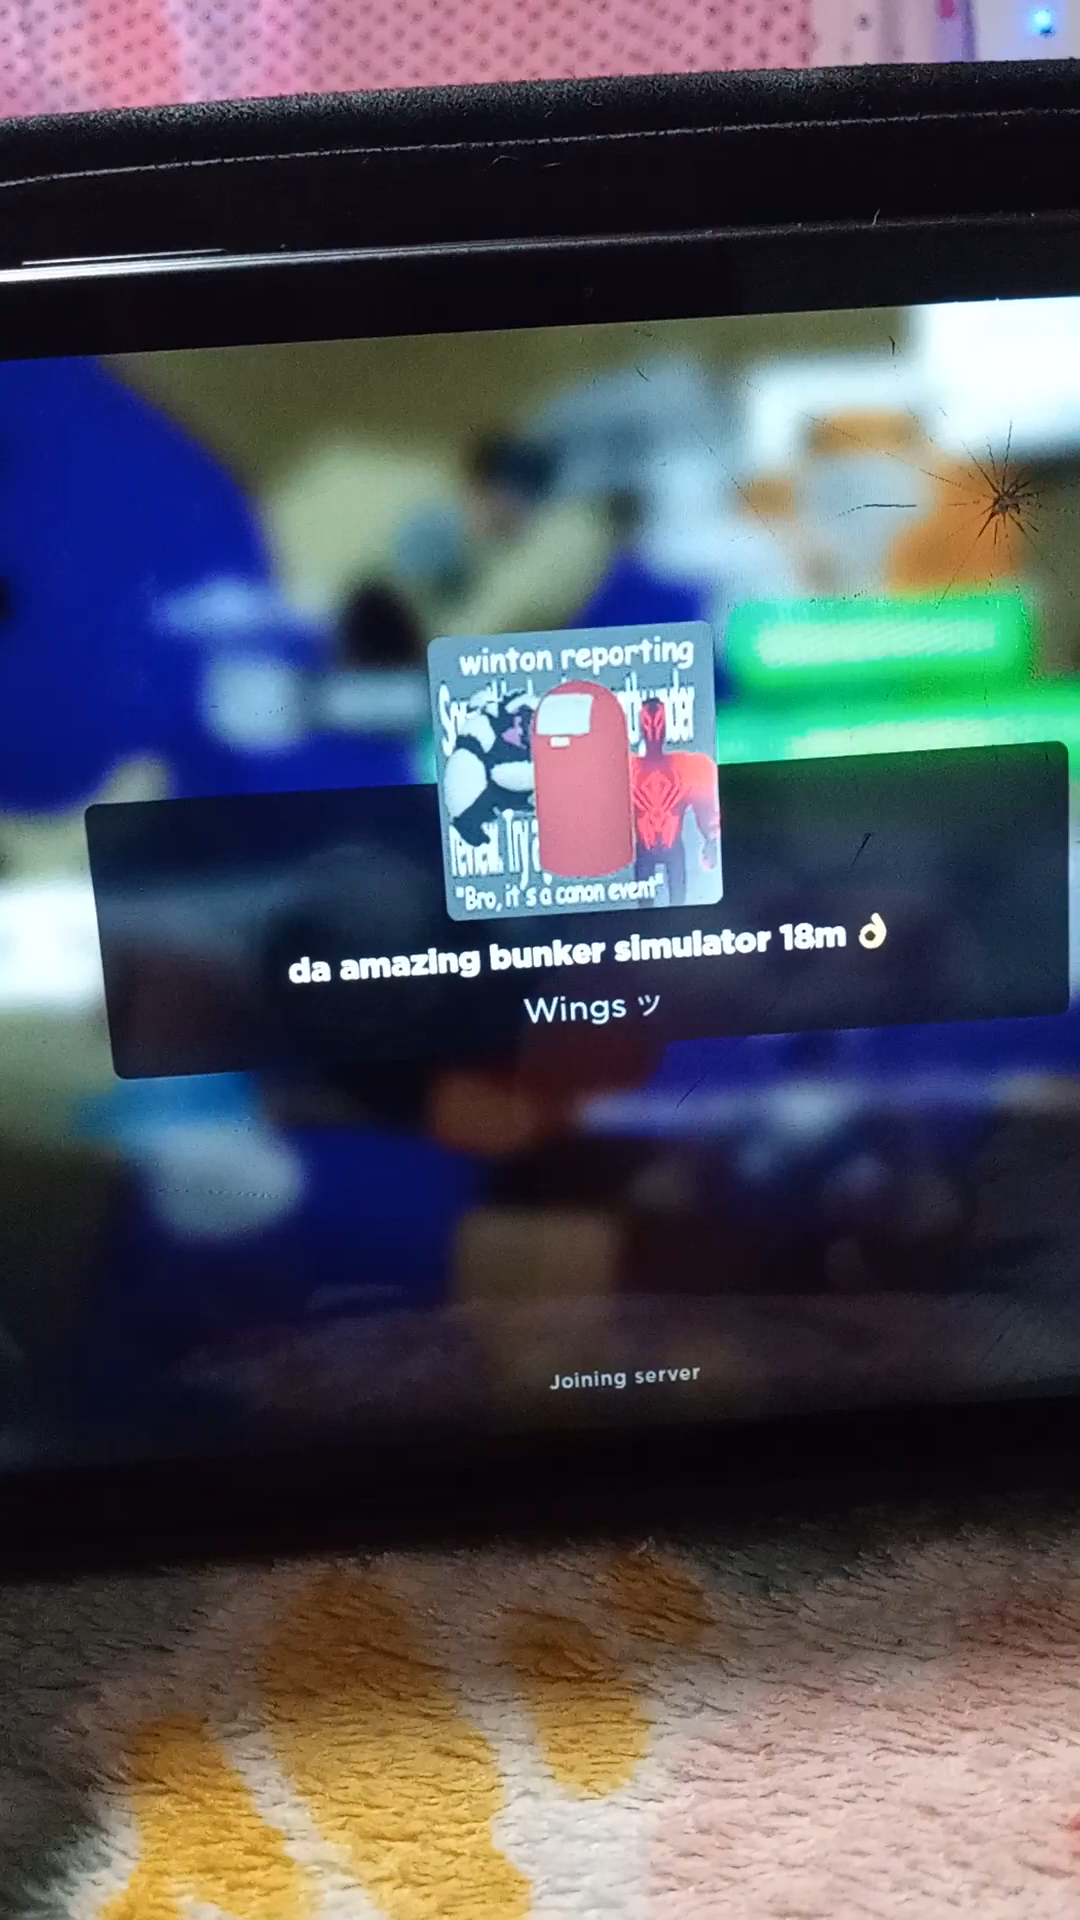 winton reporting
"Bro, it's a canon event"
da amazing bunker simulator 18m 👌
Wings ツ
Joining server